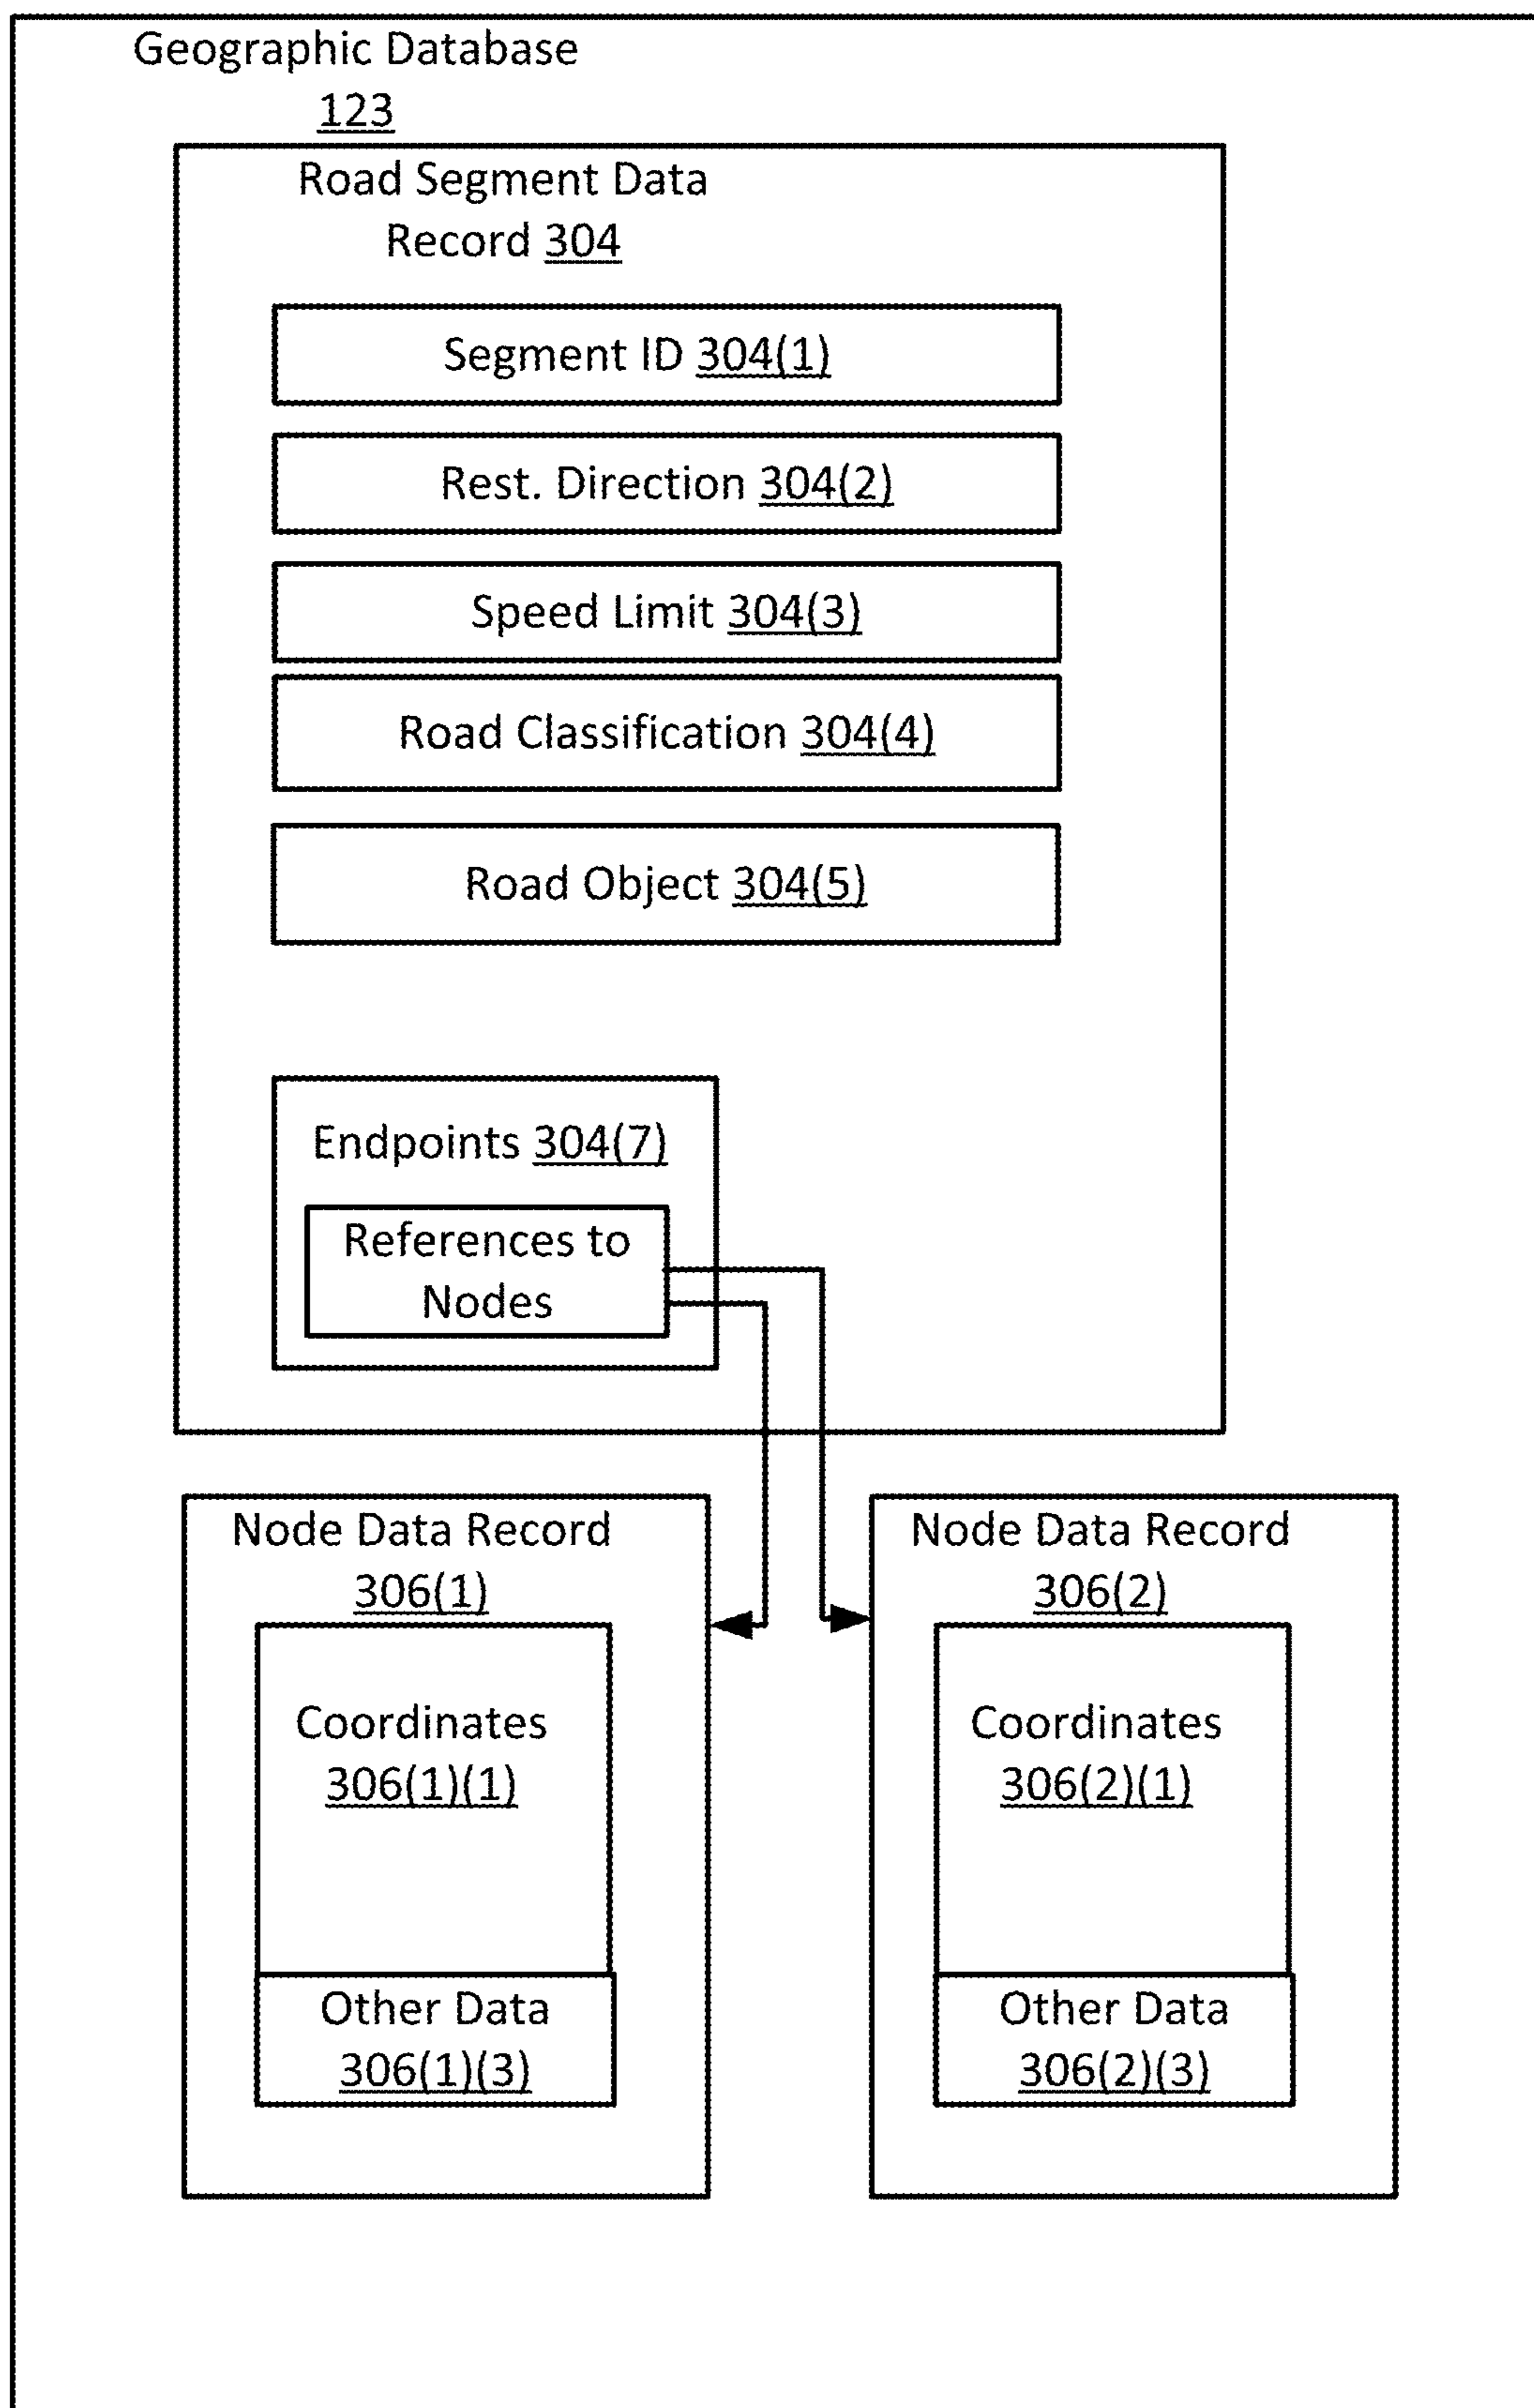 Geographic Database
123
Road Segment Data
Record 304
Segment ID 304(1)
Rest. Direction 304(2)
Speed Limit 304(3)
Road Classification 304(4)
Road Object 304(5)
Endpoints 304(7)
References to
Nodes
Node Data Record
306(1)
Coordinates
306(1)(1)
Other Data
306(1)(3)
Node Data Record
306(2)
Coordinates
306(2)(1)
Other Data
306(2)(3)